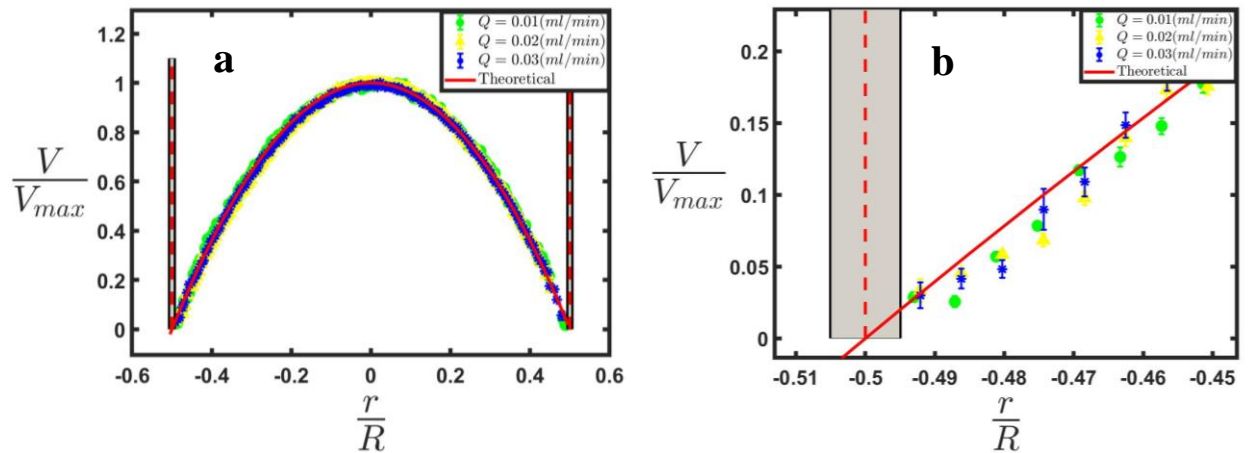 a
Q = 0.01(ml/min)
Q = 0.02(ml/min)
Q = 0.03(ml/min)
Theoretical
1.2
1
0.8
0.6
0.4
0.2
0
V
V_max
-0.6
-0.4
-0.2
0
0.2
0.4
0.6
r
R
b
Q = 0.01(ml/min)
Q = 0.02(ml/min)
Q = 0.03(ml/min)
Theoretical
0.2
0.15
0.1
0.05
0
V
V_max
-0.51
-0.5
-0.49
-0.48
-0.47
-0.46
-0.45
r
R